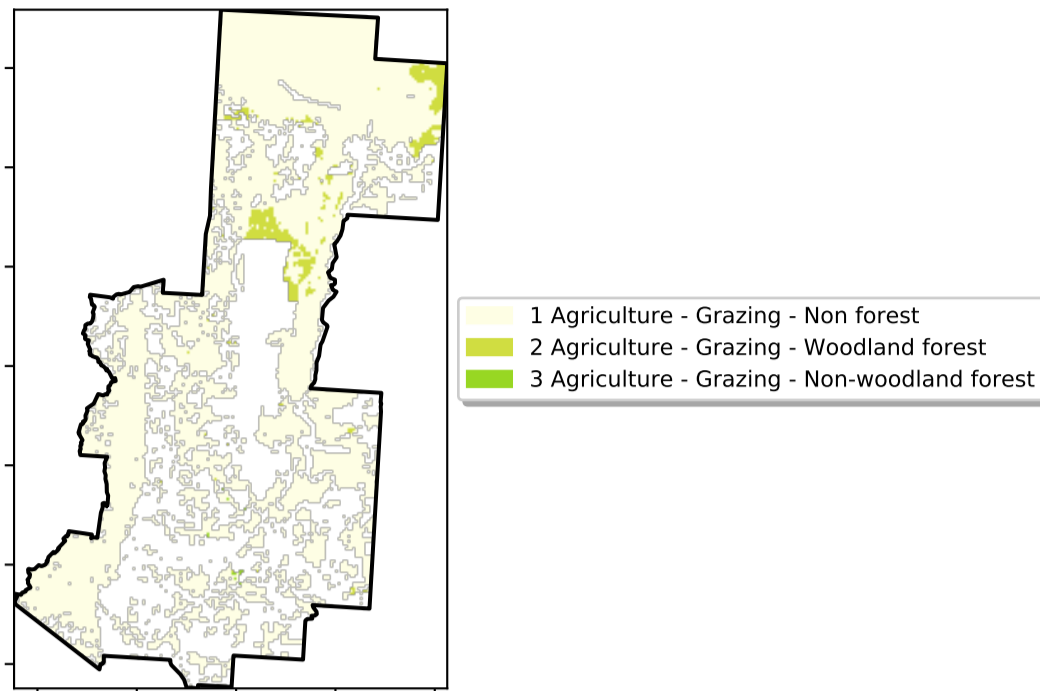 1 Agriculture - Grazing - Non forest
2 Agriculture - Grazing - Woodland forest
3 Agriculture - Grazing - Non-woodland forest